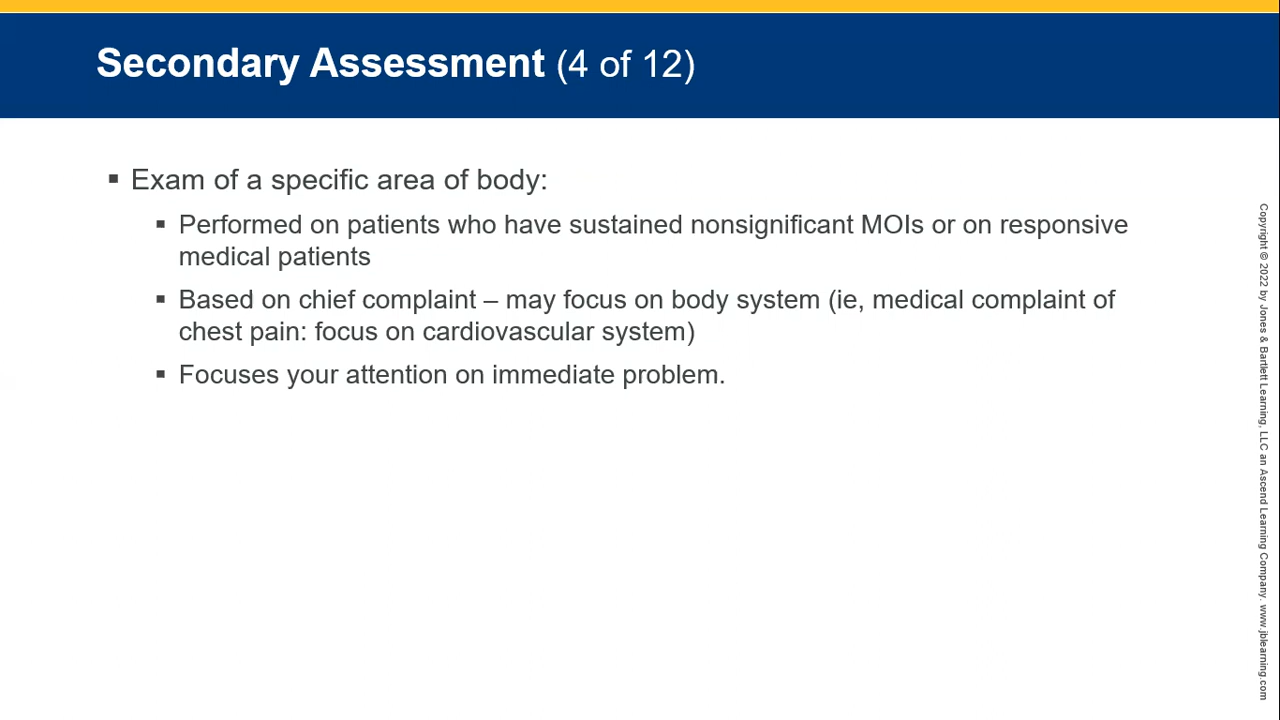 Secondary Assessment (4 of 12)
▪ Exam of a specific area of body:
▪ Performed on patients who have sustained nonsignificant MOIs or on responsive
medical patients
▪ Based on chief complaint – may focus on body system (ie, medical complaint of
chest pain: focus on cardiovascular system)
▪ Focuses your attention on immediate problem.
Copyright © 2022 by Jones & Bartlett Learning, LLC an Ascend Learning Company. www.jblearning.com